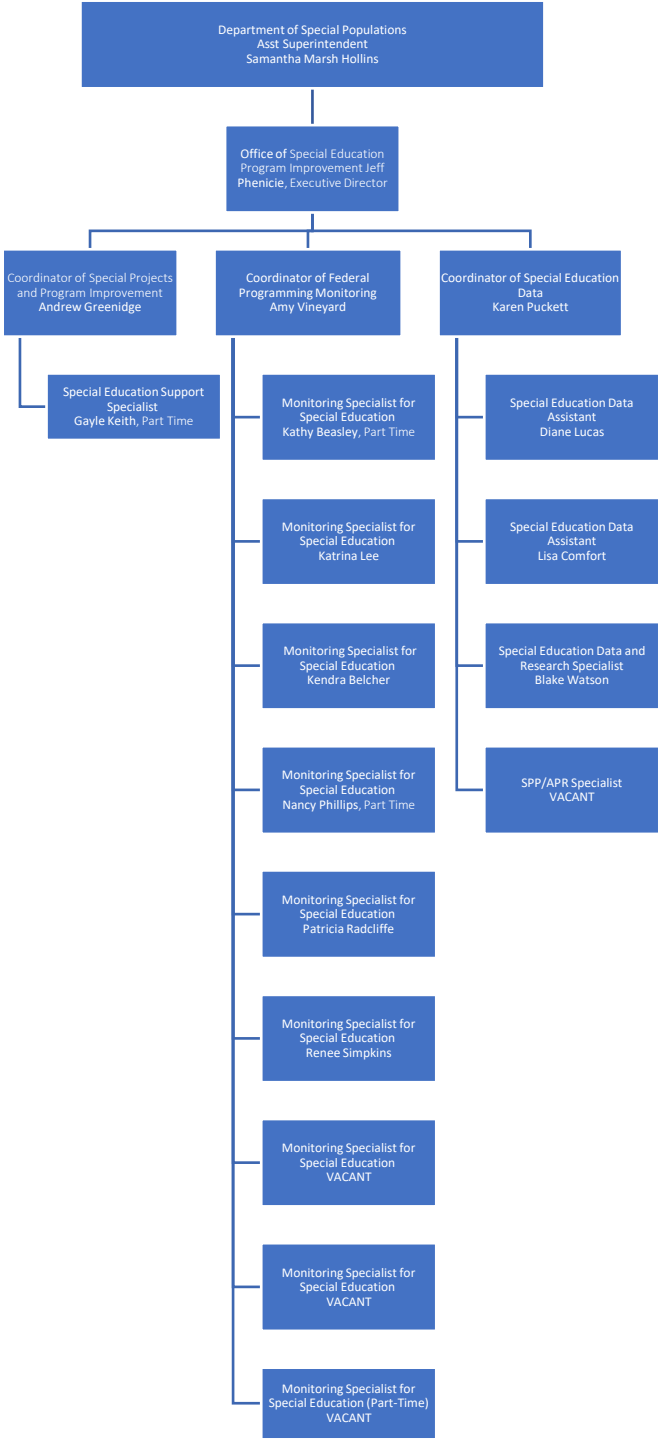 Department of Special Populations
Asst Superintendent
Samantha Marsh Hollins
Office of Special Education
Program Improvement Jeff
Phenicie, Executive Director
Coordinator of Special Projects
and Program Improvement
Andrew Greenidge
Coordinator of Federal
Programming Monitoring
Amy Vineyard
Coordinator of Special Education
Data
Karen Puckett
Special Education Support
Specialist
Gayle Keith, Part Time
Monitoring Specialist for
Special Education
Kathy Beasley, Part Time
Special Education Data
Assistant
Diane Lucas
Monitoring Specialist for
Special Education
Katrina Lee
Special Education Data
Assistant
Lisa Comfort
Monitoring Specialist for
Special Education
Kendra Belcher
Special Education Data and
Research Specialist
Blake Watson
Monitoring Specialist for
Special Education
Nancy Phillips, Part Time
SPP/APR Specialist
VACANT
Monitoring Specialist for
Special Education
Patricia Radcliffe
Monitoring Specialist for
Special Education
Renee Simpkins
Monitoring Specialist for
Special Education
VACANT
Monitoring Specialist for
Special Education
VACANT
Monitoring Specialist for
Special Education (Part-Time)
VACANT